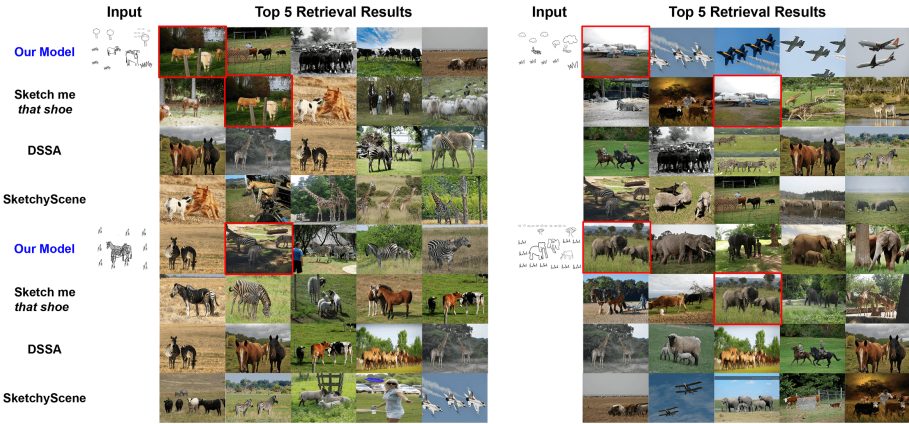 Input Top 5 Retrieval Results Input Top 5 Retrieval Results
Our Model
Sketch me
that shoe
DSSA
SketchyScene
Our Model
Sketch me
that shoe
DSSA
SketchyScene